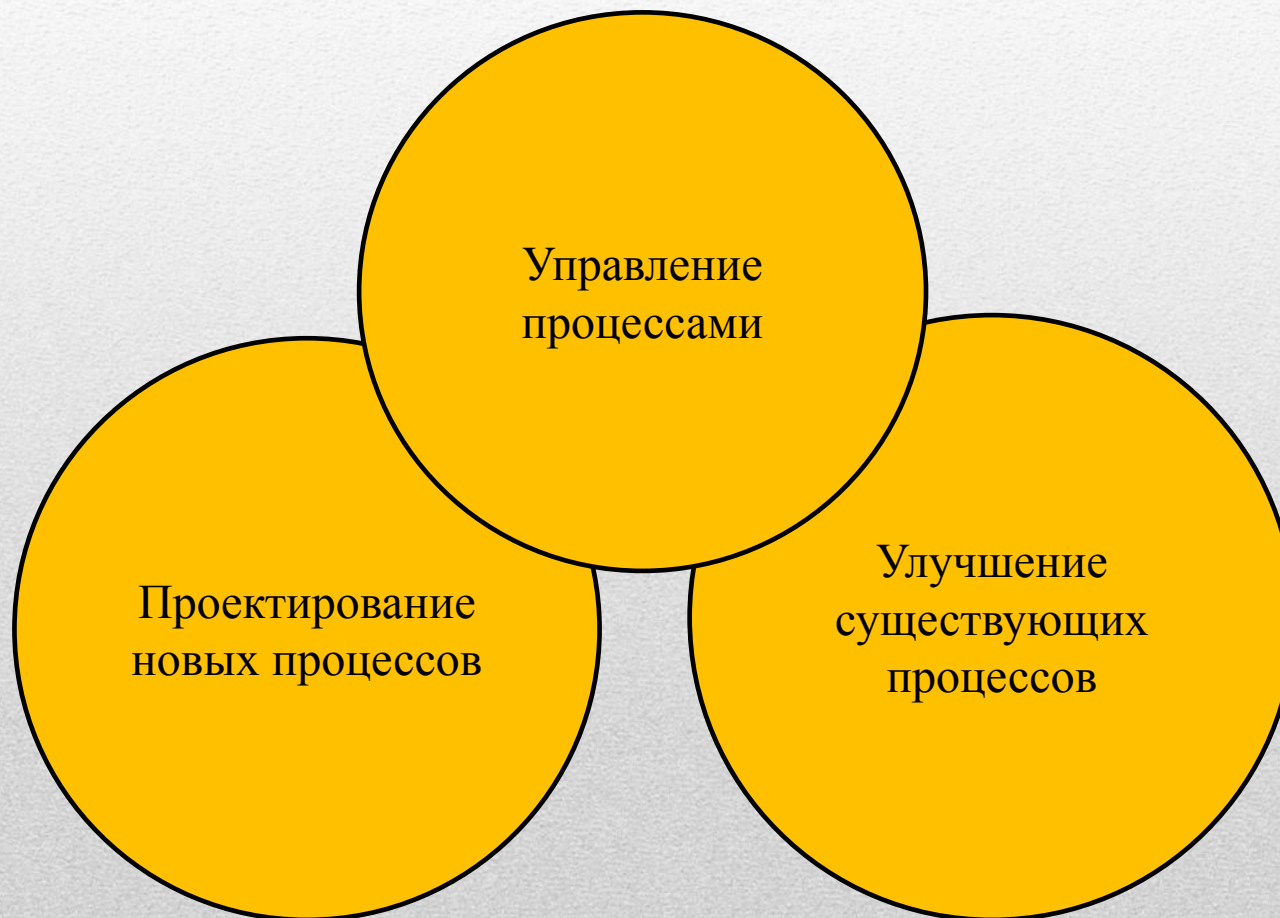 Управление
процессами
Проектирование
новых процессов
Улучшение
существующих
процессов